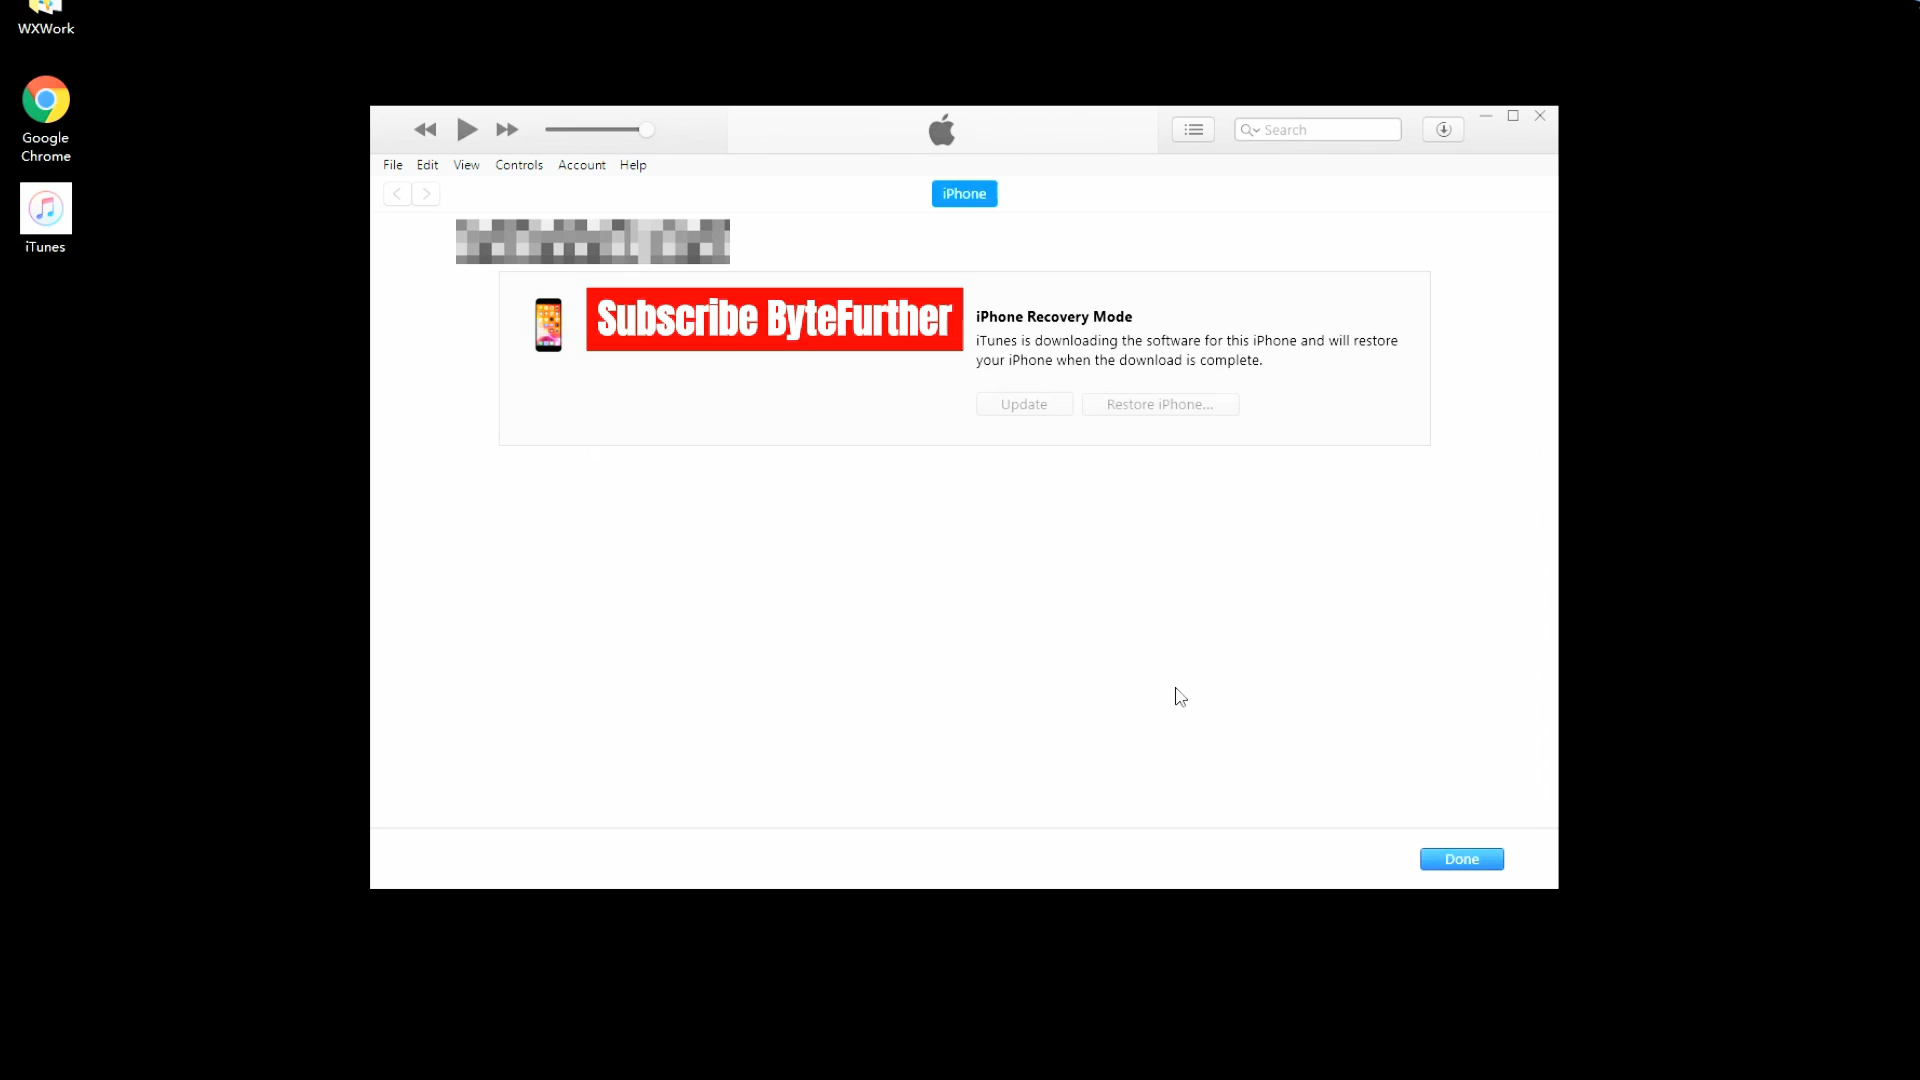 WXWork
Google
Chrome
iTunes
Search
File Edit View Controls Account Help
iPhone
Subscribe ByteFurther
iPhone Recovery Mode
iTunes is downloading the software for this iPhone and will restore
your iPhone when the download is complete.
Update Restore iPhone...
Done